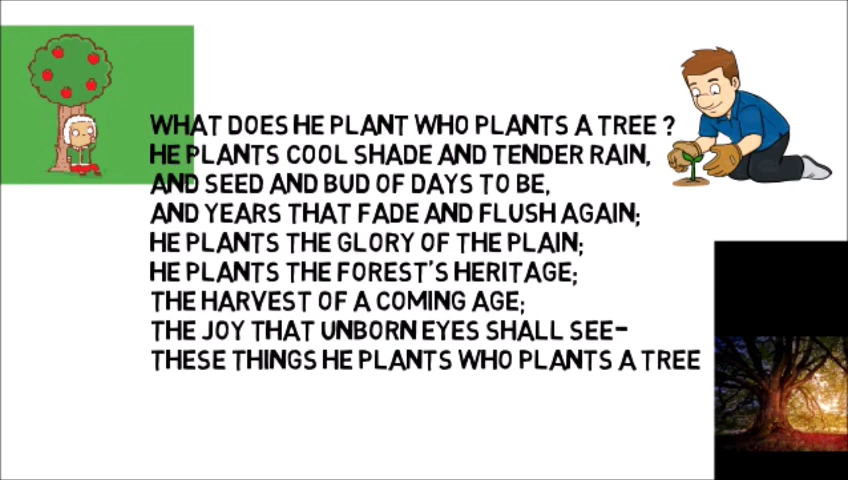 WHAT DOES HE PLANT WHO PLANTS A TREE ?
HE PLANTS COOL SHADE AND TENDER RAIN,
AND SEED AND BUD OF DAYS TO BE,
AND YEARS THAT FADE AND FLUSH AGAIN;
HE PLANTS THE GLORY OF THE PLAIN;
HE PLANTS THE FOREST'S HERITAGE;
THE HARVEST OF A COMING AGE;
THE JOY THAT UNBORN EYES SHALL SEE-
THESE THINGS HE PLANTS WHO PLANTS A TREE